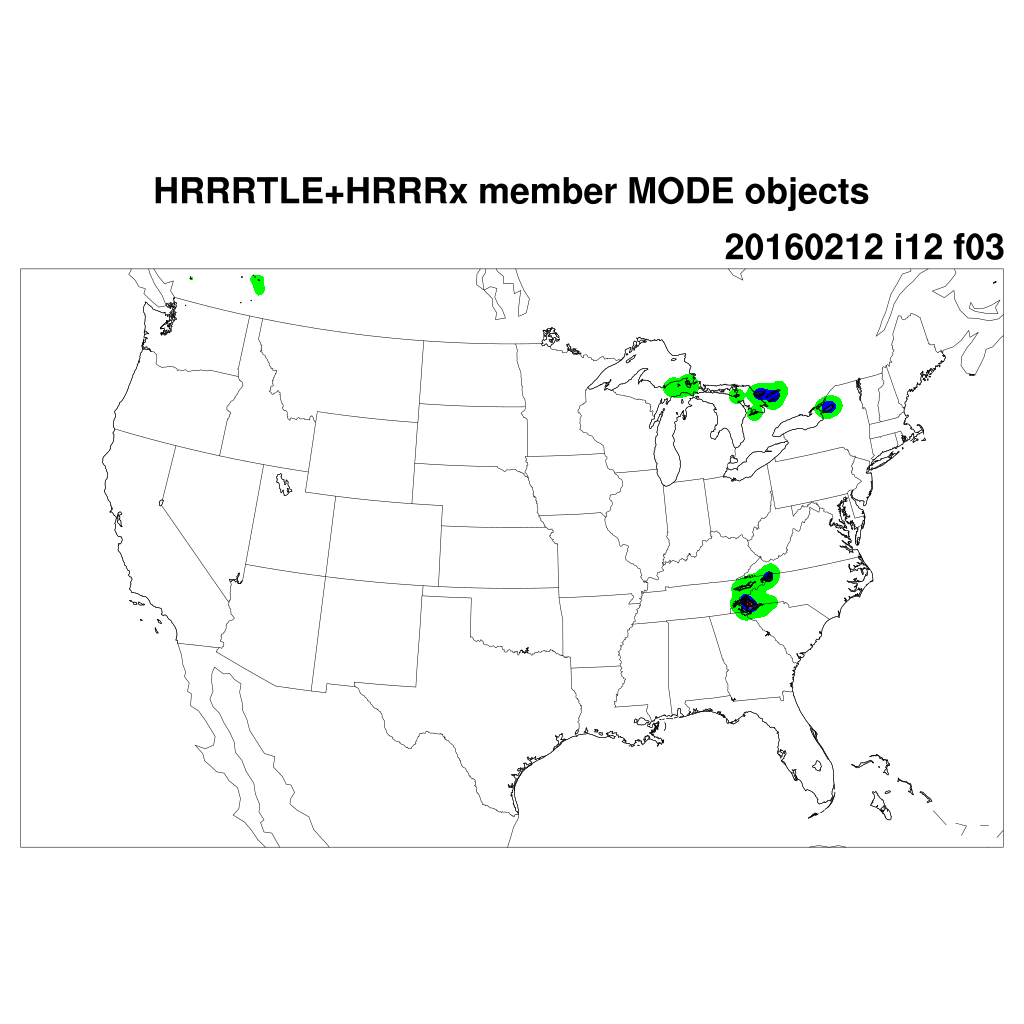 HRRRTLE+HRRRx member MODE objects
20160212 i12 f03